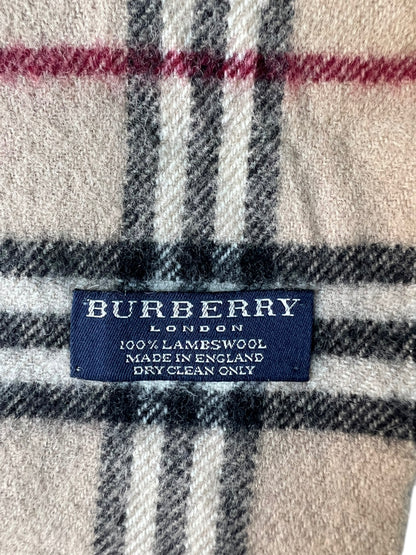 BURBERRY
LONDON
100% LAMBSWOOL
MADE IN ENGLAND
DRY CLEAN ONLY